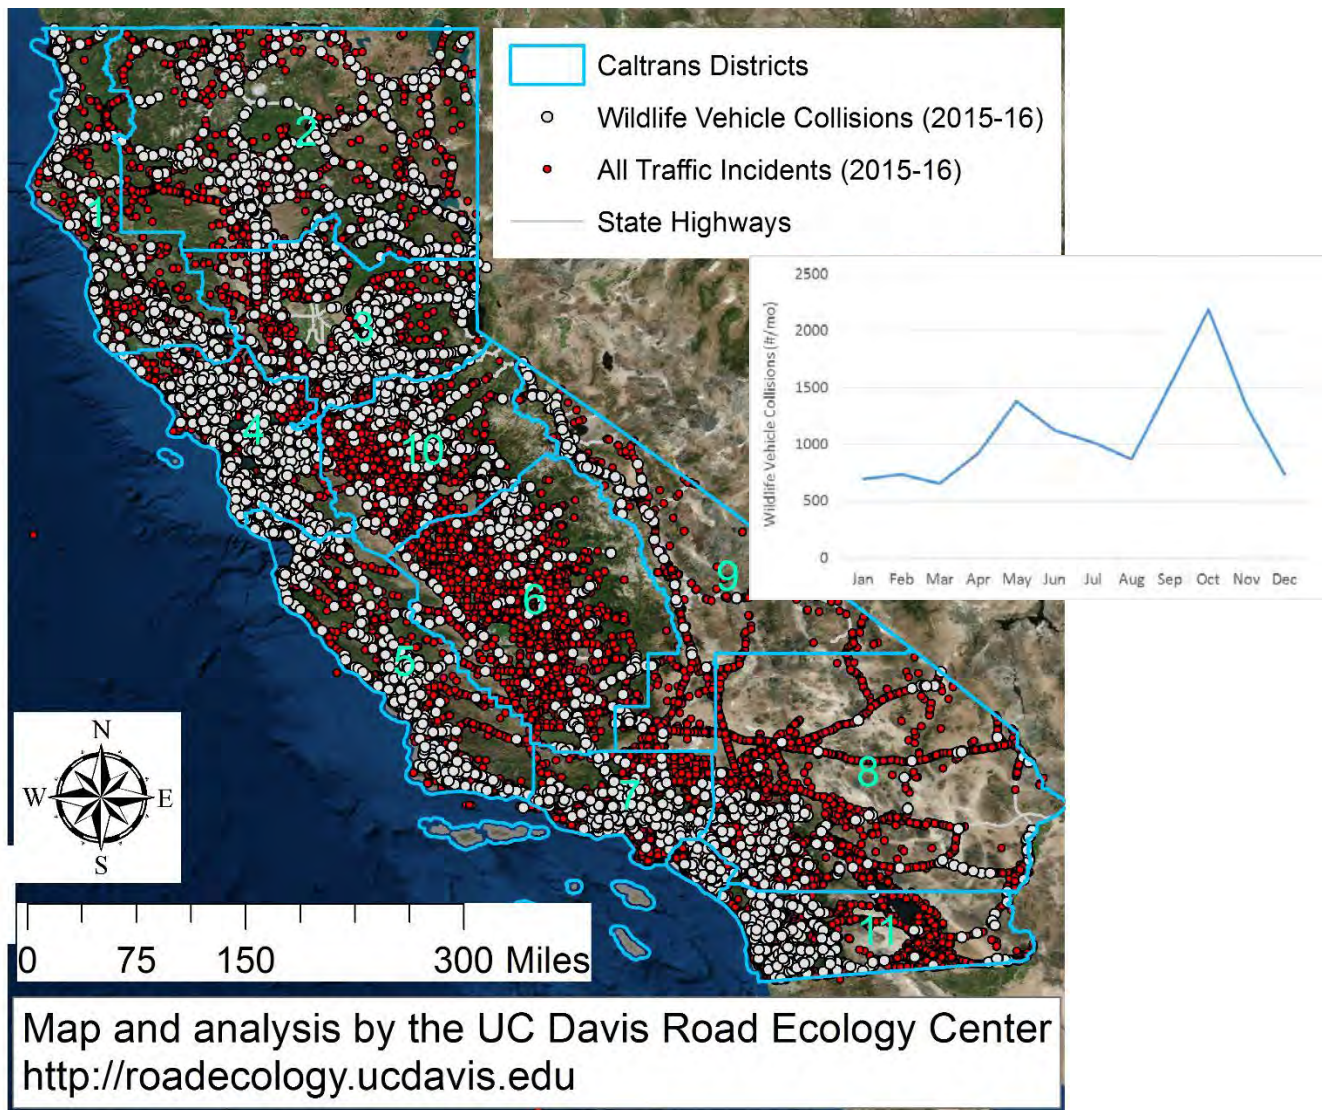 Caltrans Districts
Wildlife Vehicle Collisions (2015-16)
All Traffic Incidents (2015-16)
State Highways
2500
2000
1500
1000
500
0
Wildlife Vehicle Collisions (#/mo)
Jan Feb Mar Apr May Jun Jul Aug Sep Oct Nov Dec
2
1
3
4
10
9
6
5
8
7
11
N
W E
S
0 75 150 300 Miles
Map and analysis by the UC Davis Road Ecology Center
http://roadecology.ucdavis.edu